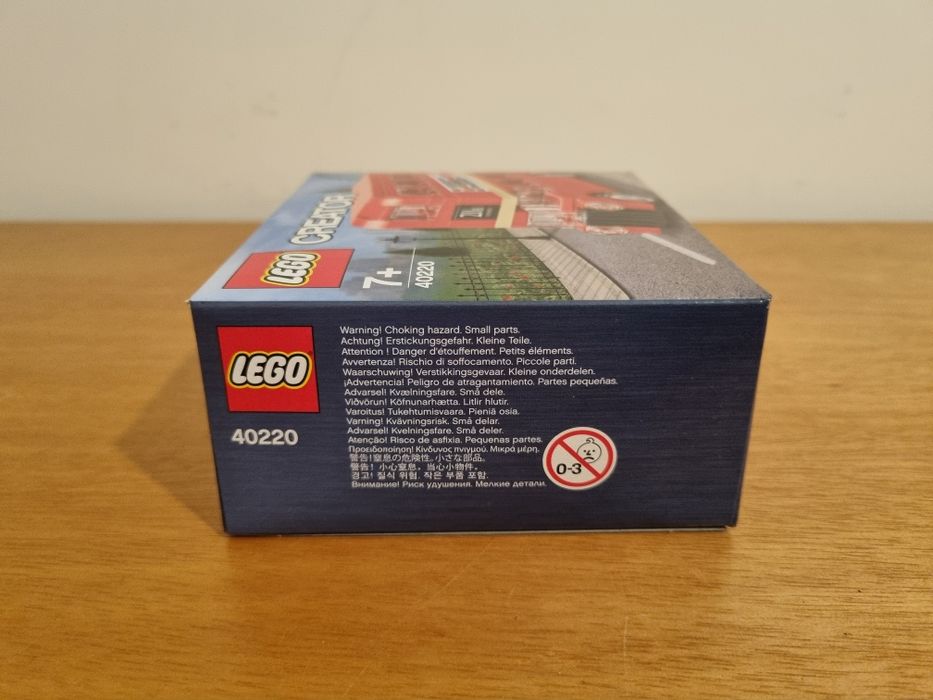 CREATOR
LEGO
7+
40220
LEGO
40220
Warning! Choking hazard. Small parts.
Achtung! Erstickungsgefahr. Kleine Teile.
Attention ! Danger d'étouffement. Petits éléments.
Avvertenza! Rischio di soffocamento. Piccole parti.
Waarschuwing! Verstikkingsgevaar. Kleine onderdelen.
¡Advertencia! Peligro de atragantamiento. Partes pequeñas.
Advarsel! Kvælningsfare. Små dele.
Viðvörun! Köfnunarhætta. Litlir hlutir.
Varoitus! Tukehtumisvaara. Pieniä osia.
Varning! Kvävningsrisk. Små delar.
Advarsel! Kvelningsfare. Små deler.
Atenção! Risco de asfixia. Pequenas partes.
Προειδοποίηση! Κίνδυνος πνιγμού. Μικρά μέρη.
警告!窒息の危険性。小さな部品。
警告！小心窒息。当心小物件。
경고! 질식 위험. 작은 부품 포함.
Внимание! Риск удушения. Мелкие детали.
0-3